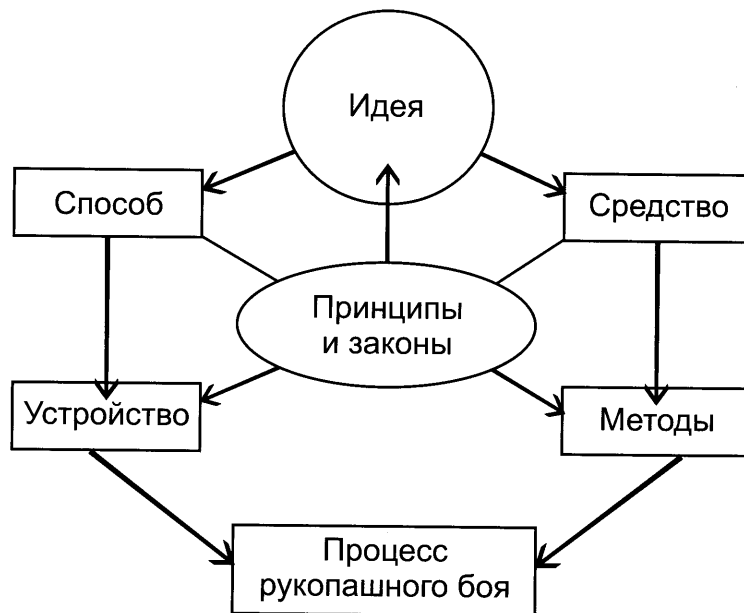 Идея
Способ
Средство
Принципы
и законы
Устройство
Методы
Процесс
рукопашного боя